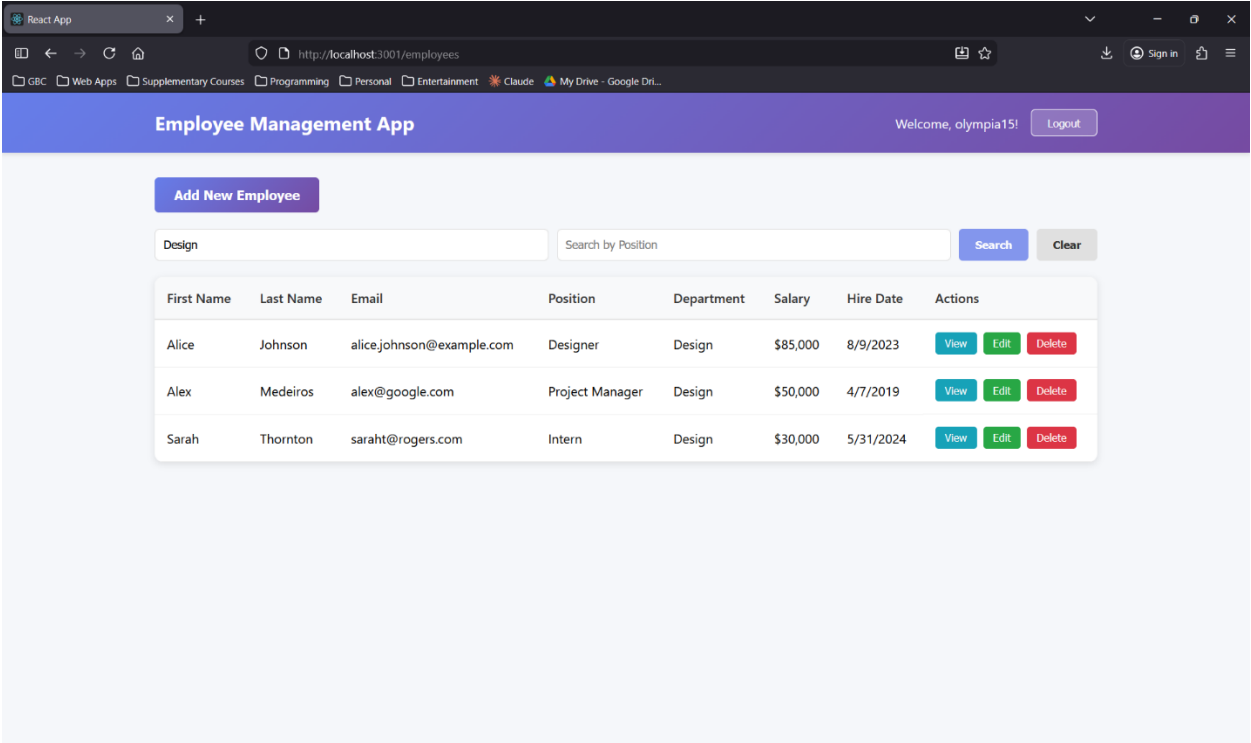 React App
http://localhost:3001/employees
Sign in
GBC Web Apps Supplementary Courses Programming Personal Entertainment Claude My Drive - Google Dri...
Employee Management App Welcome, olympia15! Logout
Add New Employee
Design Search by Position Search Clear
First Name Last Name Email Position Department Salary Hire Date Actions
Alice Johnson alice.johnson@example.com Designer Design $85,000 8/9/2023 View Edit Delete
Alex Medeiros alex@google.com Project Manager Design $50,000 4/7/2019 View Edit Delete
Sarah Thornton saraht@rogers.com Intern Design $30,000 5/31/2024 View Edit Delete